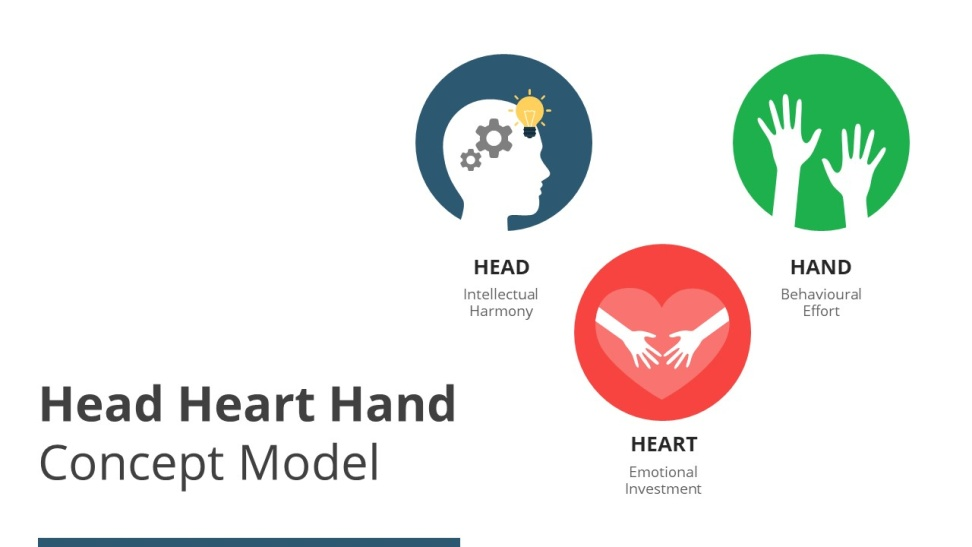 HEAD
Intellectual
Harmony
HAND
Behavioural
Effort
HEART
Emotional
Investment
Head Heart Hand
Concept Model